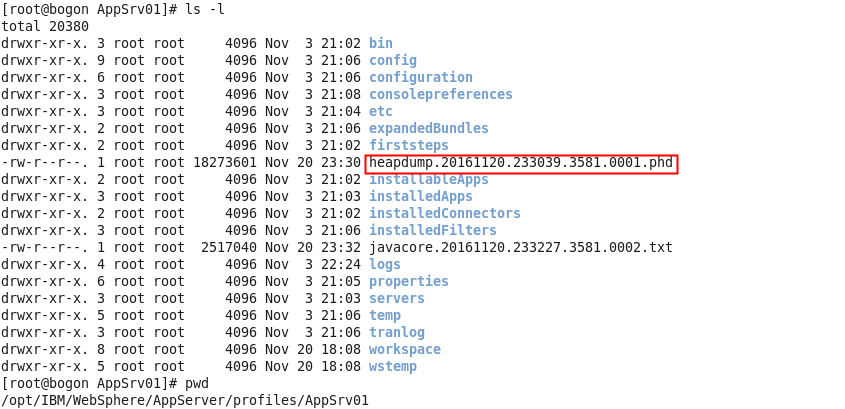 [root@bogon AppSrv01]# ls -l
total 20380
drwxr-xr-x. 3 root root     4096 Nov  3 21:02 bin
drwxr-xr-x. 9 root root     4096 Nov  3 21:06 config
drwxr-xr-x. 6 root root     4096 Nov  3 21:06 configuration
drwxr-xr-x. 3 root root     4096 Nov  3 21:08 consolepreferences
drwxr-xr-x. 3 root root     4096 Nov  3 21:04 etc
drwxr-xr-x. 2 root root     4096 Nov  3 21:06 expandedBundles
drwxr-xr-x. 2 root root     4096 Nov  3 21:02 firststeps
-rw-r--r--. 1 root root 18273601 Nov 20 23:30 heapdump.20161120.233039.3581.0001.phd
drwxr-xr-x. 2 root root     4096 Nov  3 21:02 installableApps
drwxr-xr-x. 3 root root     4096 Nov  3 21:03 installedApps
drwxr-xr-x. 2 root root     4096 Nov  3 21:02 installedConnectors
drwxr-xr-x. 3 root root     4096 Nov  3 21:06 installedFilters
-rw-r--r--. 1 root root  2517040 Nov 20 23:32 javacore.20161120.233227.3581.0002.txt
drwxr-xr-x. 4 root root     4096 Nov  3 22:24 logs
drwxr-xr-x. 6 root root     4096 Nov  3 21:05 properties
drwxr-xr-x. 3 root root     4096 Nov  3 21:03 servers
drwxr-xr-x. 5 root root     4096 Nov  3 21:06 temp
drwxr-xr-x. 3 root root     4096 Nov  3 21:06 tranlog
drwxr-xr-x. 8 root root     4096 Nov 20 18:08 workspace
drwxr-xr-x. 5 root root     4096 Nov 20 18:08 wstemp
[root@bogon AppSrv01]# pwd
/opt/IBM/WebSphere/AppServer/profiles/AppSrv01